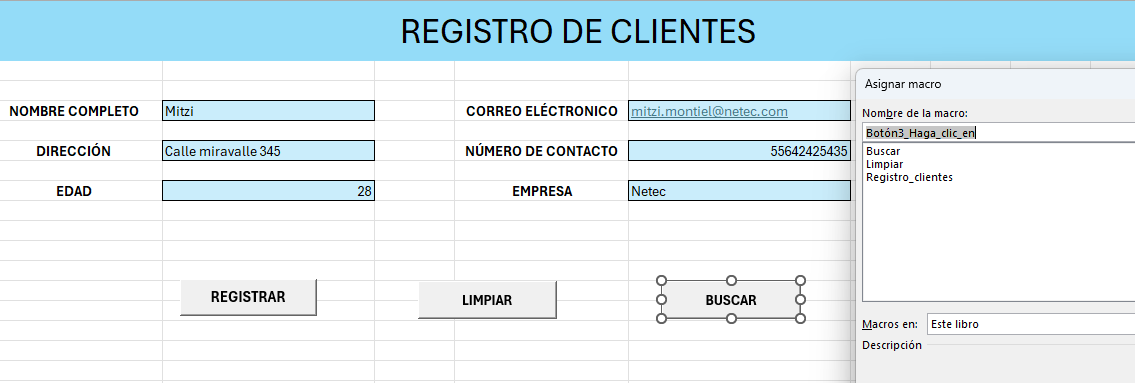 REGISTRO DE CLIENTES
NOMBRE COMPLETO Mitzi CORREO ELÉCTRONICO mitzi.montiel@netec.com
DIRECCIÓN Calle miravalle 345 NÚMERO DE CONTACTO 55642425435
EDAD 28 EMPRESA Netec
REGISTRAR LIMPIAR BUSCAR
Asignar macro
Nombre de la macro:
Botón3_Haga_clic_en
Buscar
Limpiar
Registro_clientes
Macros en: Este libro
Descripción